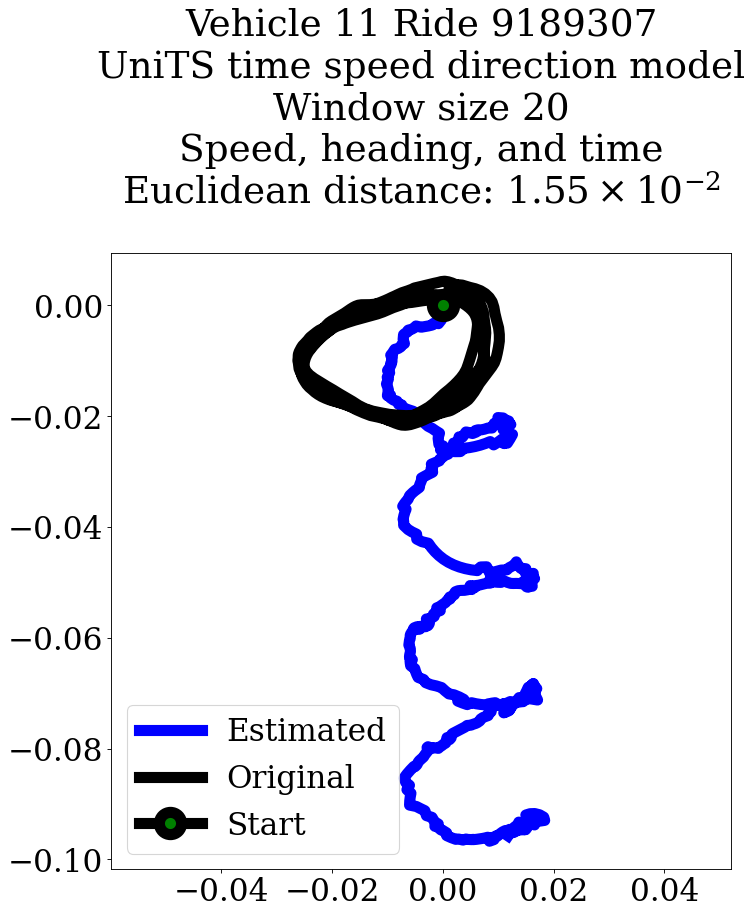 Vehicle 11 Ride 9189307
UniTS time speed direction model
Window size 20
Speed, heading, and time
Euclidean distance: 1.55 × 10⁻²
0.00
−0.02
−0.04
−0.06
−0.08
−0.10
Estimated
Original
Start
−0.04 −0.02 0.00 0.02 0.04